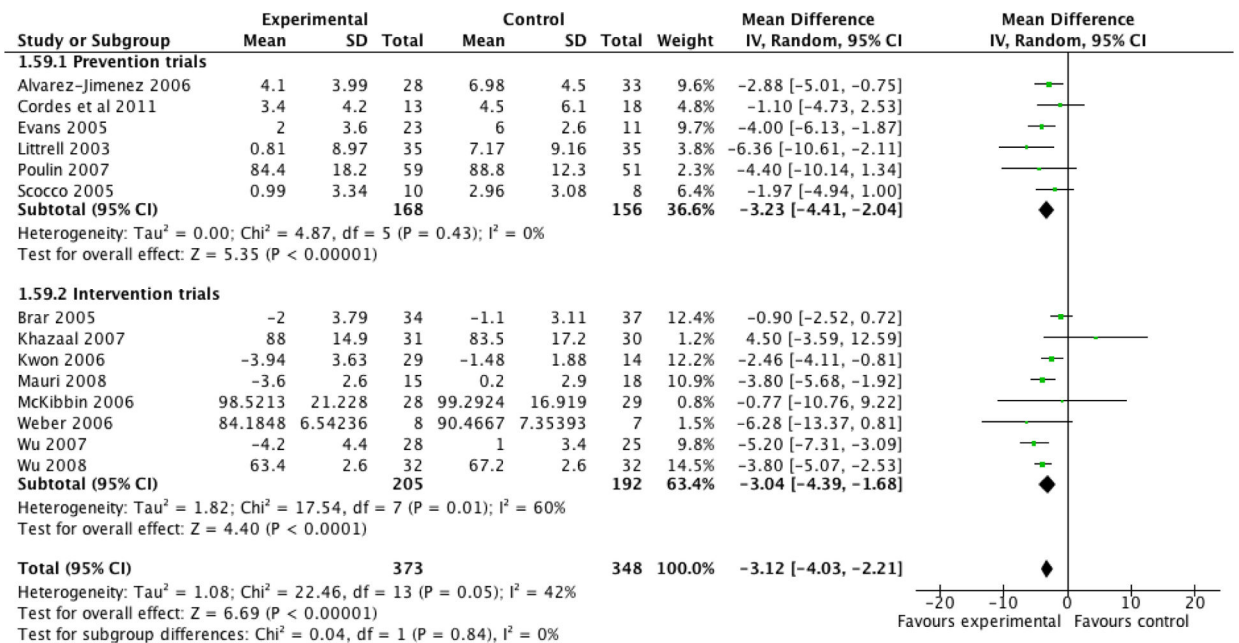 Experimental Control Mean Difference Mean Difference
Study or Subgroup Mean SD Total Mean SD Total Weight IV, Random, 95% CI IV, Random, 95% CI
1.59.1 Prevention trials
Alvarez-Jimenez 2006 4.1 3.99 28 6.98 4.5 33 9.6% -2.88 [-5.01, -0.75]
Cordes et al 2011 3.4 4.2 13 4.5 6.1 18 4.8% -1.10 [-4.73, 2.53]
Evans 2005 2 3.6 23 6 2.6 11 9.7% -4.00 [-6.13, -1.87]
Littrell 2003 0.81 8.97 35 7.17 9.16 35 3.8% -6.36 [-10.61, -2.11]
Poulin 2007 84.4 18.2 59 88.8 12.3 51 2.3% -4.40 [-10.14, 1.34]
Scocco 2005 0.99 3.34 10 2.96 3.08 8 6.4% -1.97 [-4.94, 1.00]
Subtotal (95% CI) 168 156 36.6% -3.23 [-4.41, -2.04]
Heterogeneity: Tau² = 0.00; Chi² = 4.87, df = 5 (P = 0.43); I² = 0%
Test for overall effect: Z = 5.35 (P < 0.00001)
1.59.2 Intervention trials
Brar 2005 -2 3.79 34 -1.1 3.11 37 12.4% -0.90 [-2.52, 0.72]
Khazaal 2007 88 14.9 31 83.5 17.2 30 1.2% 4.50 [-3.59, 12.59]
Kwon 2006 -3.94 3.63 29 -1.48 1.88 14 12.2% -2.46 [-4.11, -0.81]
Mauri 2008 -3.6 2.6 15 0.2 2.9 18 10.9% -3.80 [-5.68, -1.92]
McKibbin 2006 98.5213 21.228 28 99.2924 16.919 29 0.8% -0.77 [-10.76, 9.22]
Weber 2006 84.1848 6.54236 8 90.4667 7.35393 7 1.5% -6.28 [-13.37, 0.81]
Wu 2007 -4.2 4.4 28 1 3.4 25 9.8% -5.20 [-7.31, -3.09]
Wu 2008 63.4 2.6 32 67.2 2.6 32 14.5% -3.80 [-5.07, -2.53]
Subtotal (95% CI) 205 192 63.4% -3.04 [-4.39, -1.68]
Heterogeneity: Tau² = 1.82; Chi² = 17.54, df = 7 (P = 0.01); I² = 60%
Test for overall effect: Z = 4.40 (P < 0.0001)
Total (95% CI) 373 348 100.0% -3.12 [-4.03, -2.21]
Heterogeneity: Tau² = 1.08; Chi² = 22.46, df = 13 (P = 0.05); I² = 42%
Test for overall effect: Z = 6.69 (P < 0.00001)
Test for subgroup differences: Chi² = 0.04, df = 1 (P = 0.84), I² = 0%
-20 -10 0 10 20
Favours experimental Favours control